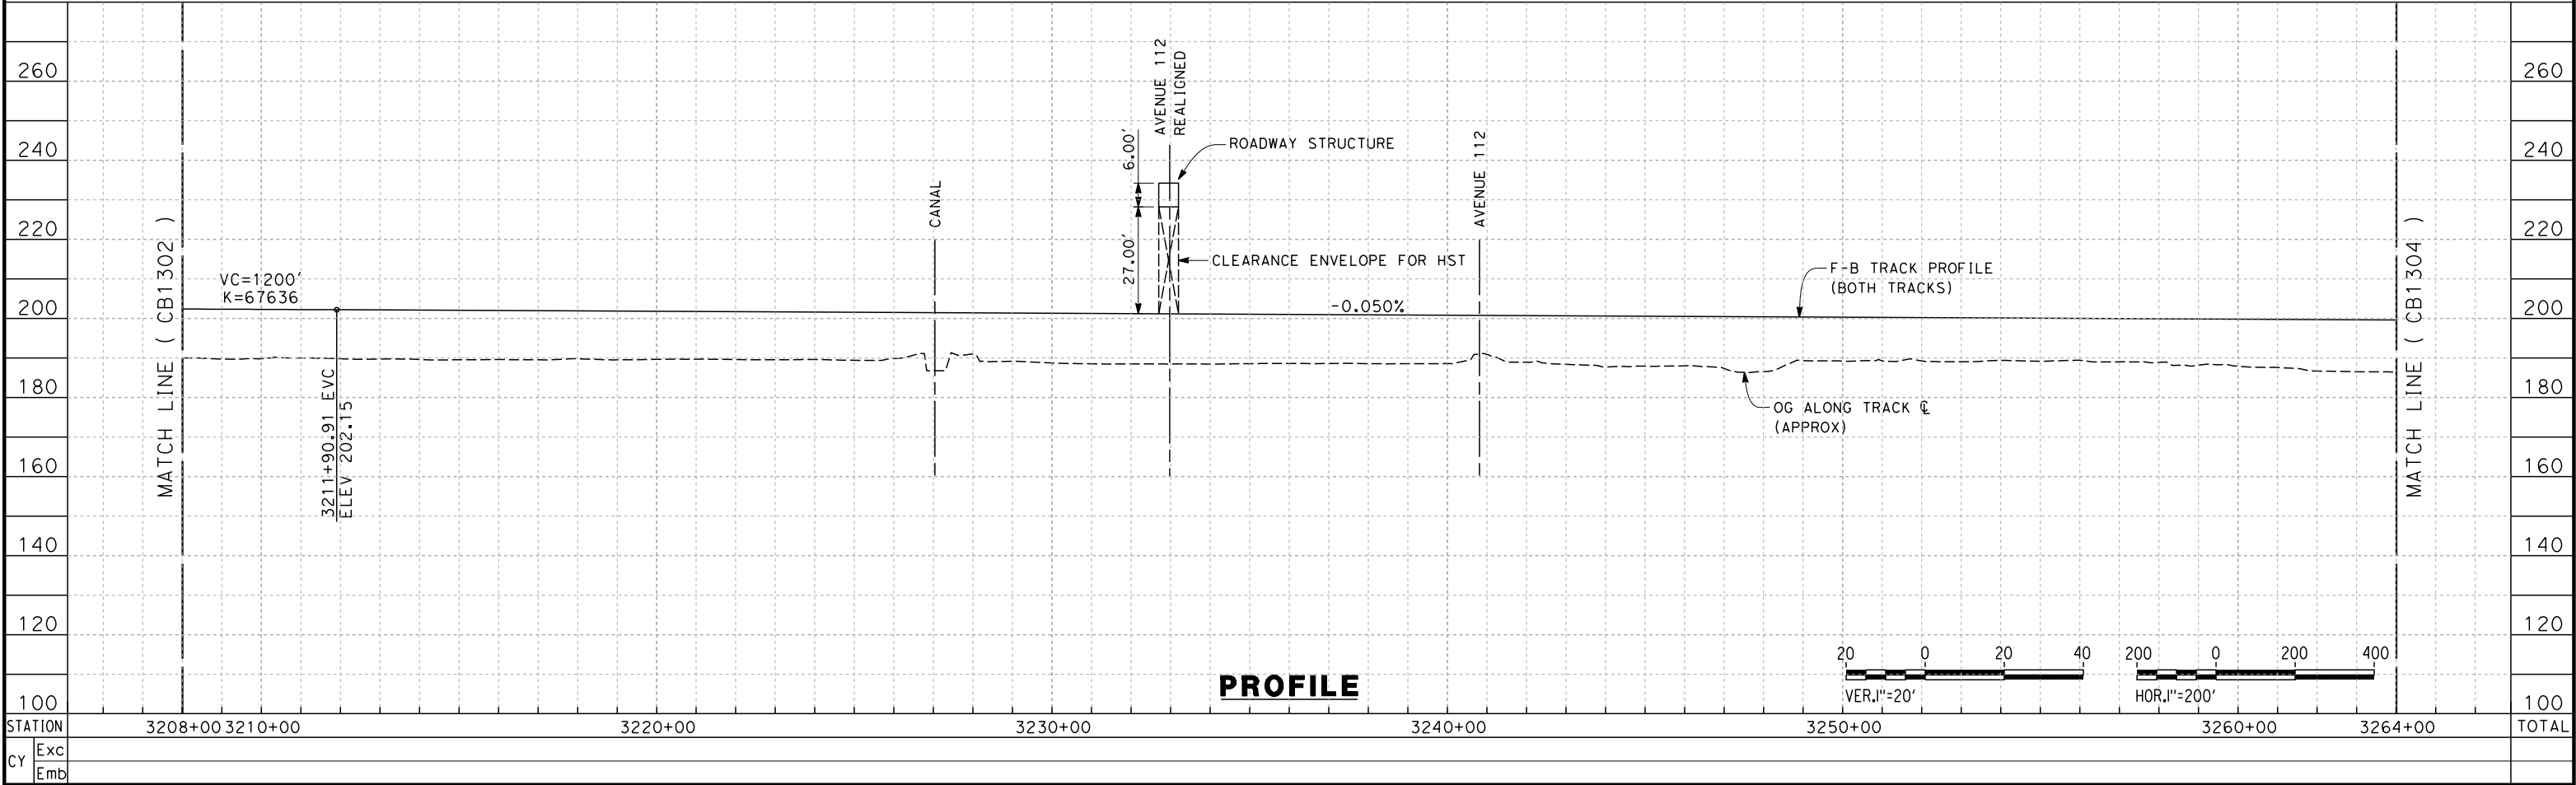 AVENUE 112
REALIGNED
260
260
6.00'
ROADWAY STRUCTURE
240
240
AVENUE 112
CANAL
MATCH LINE ( CB1302 )
MATCH LINE ( CB1304 )
220
220
27.00'
CLEARANCE ENVELOPE FOR HST
F-B TRACK PROFILE
(BOTH TRACKS)
VC=1200'
K=67636
200
-0.050%
200
180
180
3211+90.91 EVC
ELEV 202.15
OG ALONG TRACK ℄
(APPROX)
160
160
140
140
120
120
20 0 20 40
VER.1"=20'
200 0 200 400
HOR.1"=200'
PROFILE
100
100
STATION 3208+00 3210+00 3220+00 3230+00 3240+00 3250+00 3260+00 3264+00 TOTAL
CY
Exc
Emb